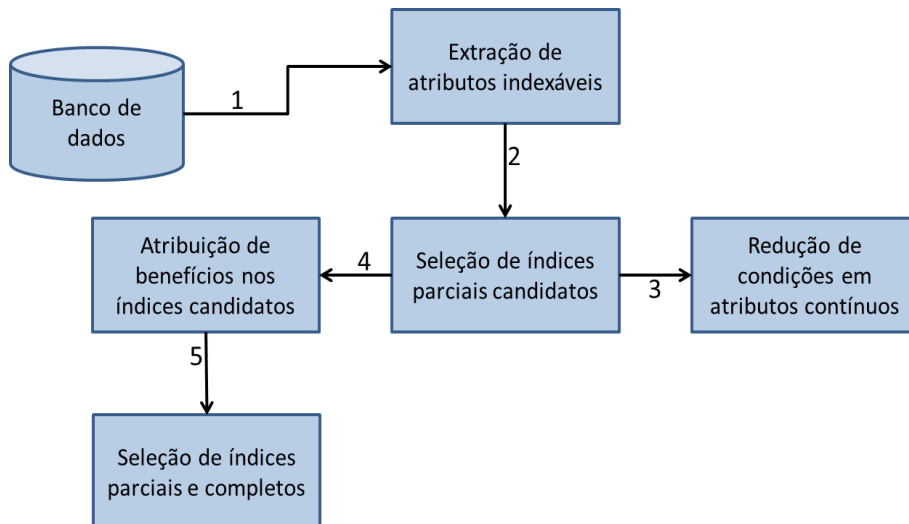 Banco de
dados
1
Extração de
atributos indexáveis
2
Seleção de índices
parciais candidatos
3
Redução de
condições em
atributos contínuos
4
Atribuição de
benefícios nos
índices candidatos
5
Seleção de índices
parciais e completos